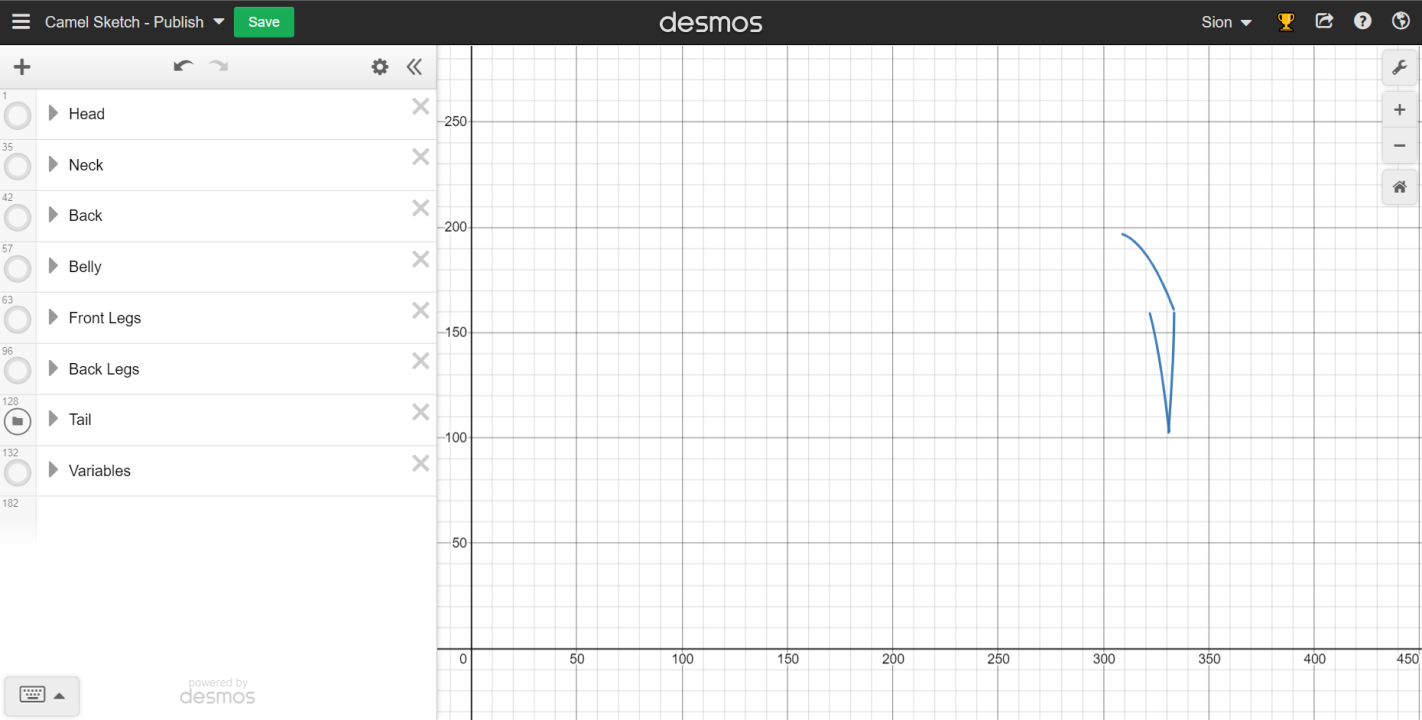 Camel Sketch - Publish Save desmos Sion
1 Head
35 Neck
42 Back
57 Belly
63 Front Legs
96 Back Legs
128 Tail
132 Variables
182
powered by
desmos
250
200
150
100
50
0 50 100 150 200 250 300 350 400 450